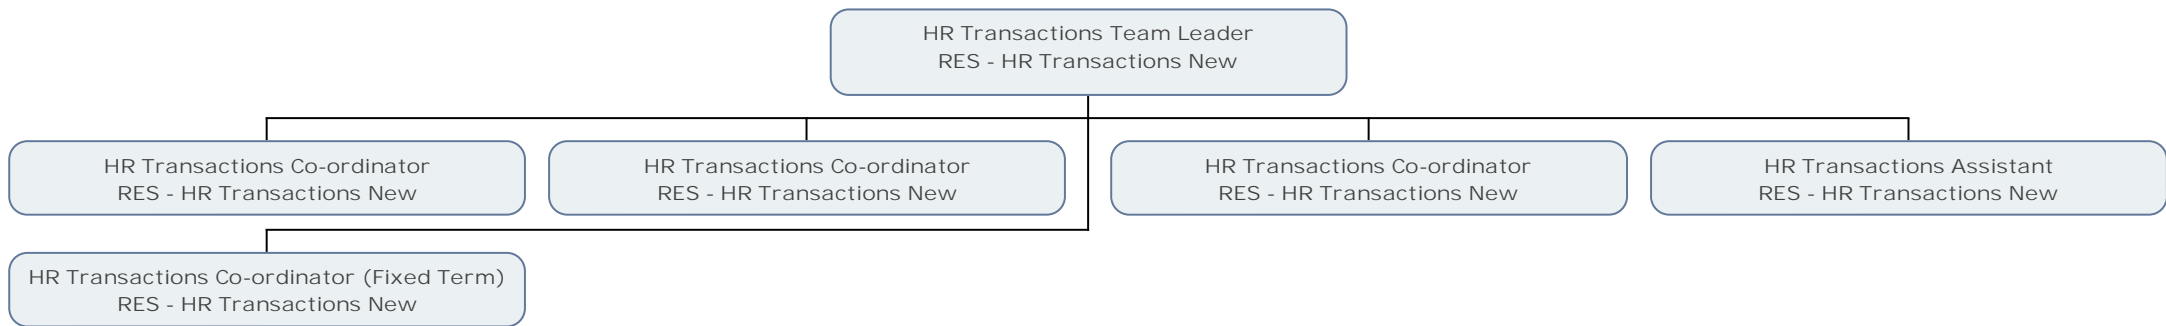 HR Transactions Team Leader
RES - HR Transactions New
HR Transactions Co-ordinator
RES - HR Transactions New
HR Transactions Co-ordinator
RES - HR Transactions New
HR Transactions Co-ordinator
RES - HR Transactions New
HR Transactions Assistant
RES - HR Transactions New
HR Transactions Co-ordinator (Fixed Term)
RES - HR Transactions New